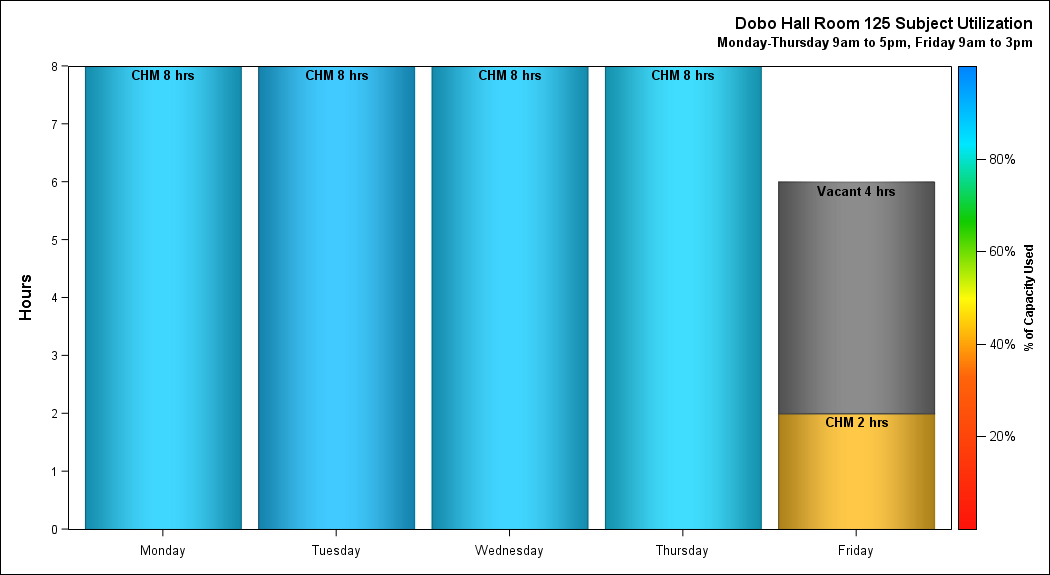 Dobo Hall Room 125 Subject Utilization
Monday-Thursday 9am to 5pm, Friday 9am to 3pm
Hours
8
7
6
5
4
3
2
1
0
CHM 8 hrs
CHM 8 hrs
CHM 8 hrs
CHM 8 hrs
Vacant 4 hrs
CHM 2 hrs
Monday
Tuesday
Wednesday
Thursday
Friday
80%
60%
40%
20%
% of Capacity Used